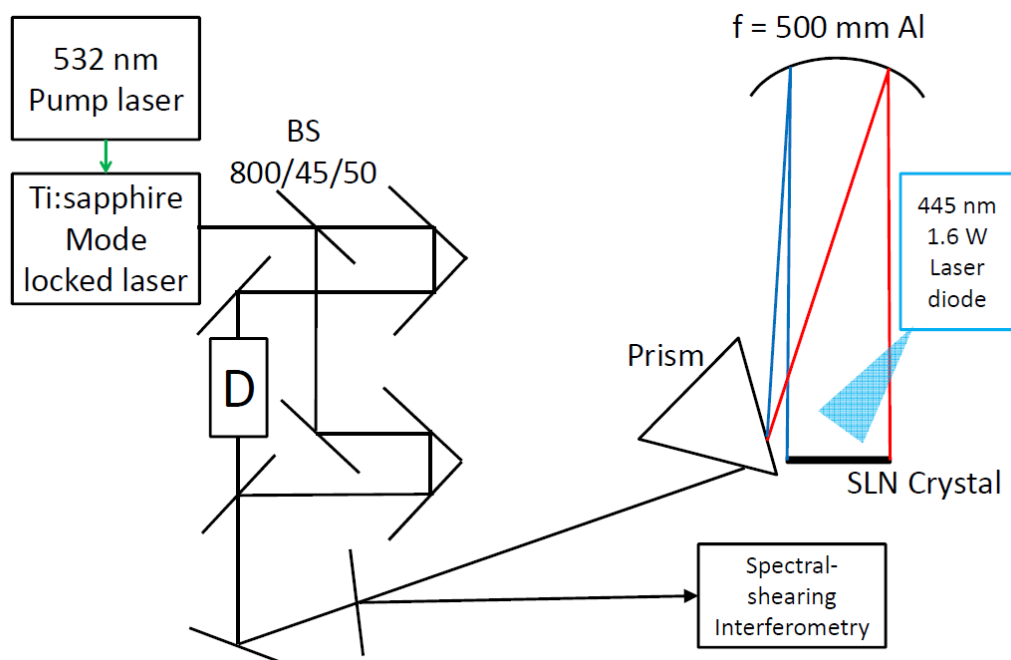 532 nm
Pump laser
Ti:sapphire
Mode
locked laser
BS
800/45/50
D
f = 500 mm Al
445 nm
1.6 W
Laser
diode
Prism
SLN Crystal
Spectral-
shearing
Interferometry